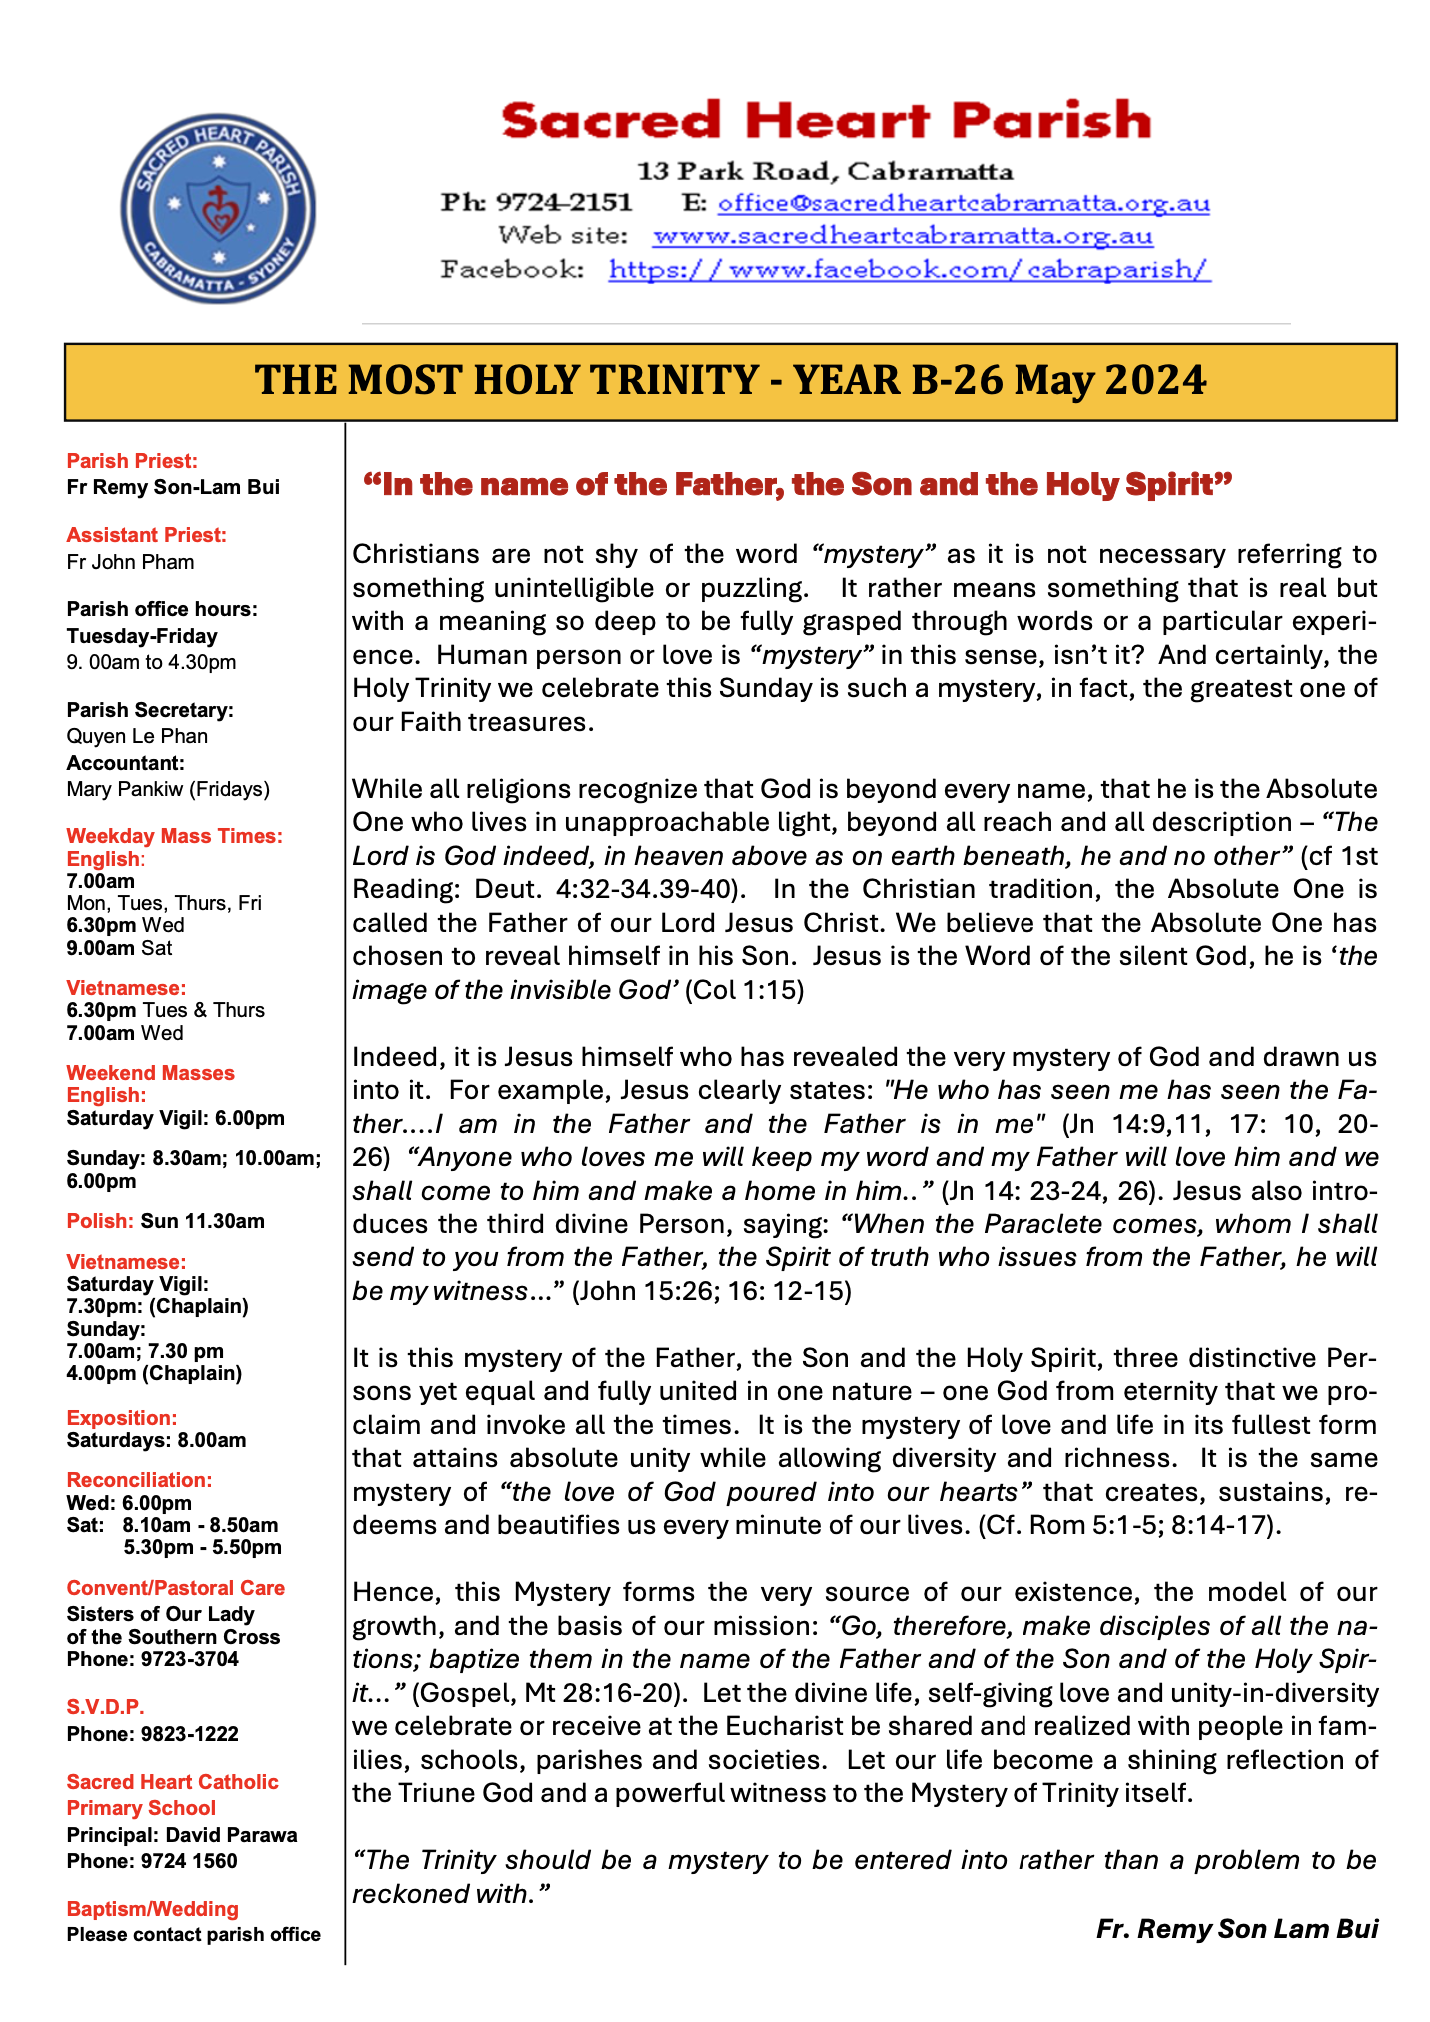 SACRED HEART PARISH
CABRAMATTA - SYDNEY
Sacred Heart Parish
13 Park Road, Cabramatta
Ph: 9724-2151 E: office@sacredheartcabramatta.org.au
Web site: www.sacredheartcabramatta.org.au
Facebook: https://www.facebook.com/cabraparish/
THE MOST HOLY TRINITY - YEAR B-26 May 2024
Parish Priest:
Fr Remy Son-Lam Bui
Assistant Priest:
Fr John Pham
Parish office hours:
Tuesday-Friday
9. 00am to 4.30pm
Parish Secretary:
Quyen Le Phan
Accountant:
Mary Pankiw (Fridays)
Weekday Mass Times:
English:
7.00am
Mon, Tues, Thurs, Fri
6.30pm Wed
9.00am Sat
Vietnamese:
6.30pm Tues & Thurs
7.00am Wed
Weekend Masses
English:
Saturday Vigil: 6.00pm
Sunday: 8.30am; 10.00am;
6.00pm
Polish: Sun 11.30am
Vietnamese:
Saturday Vigil:
7.30pm: (Chaplain)
Sunday:
7.00am; 7.30 pm
4.00pm (Chaplain)
Exposition:
Saturdays: 8.00am
Reconciliation:
Wed: 6.00pm
Sat: 8.10am - 8.50am
5.30pm - 5.50pm
Convent/Pastoral Care
Sisters of Our Lady
of the Southern Cross
Phone: 9723-3704
S.V.D.P.
Phone: 9823-1222
Sacred Heart Catholic
Primary School
Principal: David Parawa
Phone: 9724 1560
Baptism/Wedding
Please contact parish office
“In the name of the Father, the Son and the Holy Spirit”
Christians are not shy of the word “mystery” as it is not necessary referring to
something unintelligible or puzzling. It rather means something that is real but
with a meaning so deep to be fully grasped through words or a particular experi-
ence. Human person or love is “mystery” in this sense, isn’t it? And certainly, the
Holy Trinity we celebrate this Sunday is such a mystery, in fact, the greatest one of
our Faith treasures.
While all religions recognize that God is beyond every name, that he is the Absolute
One who lives in unapproachable light, beyond all reach and all description – “The
Lord is God indeed, in heaven above as on earth beneath, he and no other” (cf 1st
Reading: Deut. 4:32-34.39-40). In the Christian tradition, the Absolute One is
called the Father of our Lord Jesus Christ. We believe that the Absolute One has
chosen to reveal himself in his Son. Jesus is the Word of the silent God, he is ‘the
image of the invisible God’ (Col 1:15)
Indeed, it is Jesus himself who has revealed the very mystery of God and drawn us
into it. For example, Jesus clearly states: "He who has seen me has seen the Fa-
ther....I am in the Father and the Father is in me" (Jn 14:9,11, 17: 10, 20-
26) “Anyone who loves me will keep my word and my Father will love him and we
shall come to him and make a home in him..” (Jn 14: 23-24, 26). Jesus also intro-
duces the third divine Person, saying: “When the Paraclete comes, whom I shall
send to you from the Father, the Spirit of truth who issues from the Father, he will
be my witness…” (John 15:26; 16: 12-15)
It is this mystery of the Father, the Son and the Holy Spirit, three distinctive Per-
sons yet equal and fully united in one nature – one God from eternity that we pro-
claim and invoke all the times. It is the mystery of love and life in its fullest form
that attains absolute unity while allowing diversity and richness. It is the same
mystery of “the love of God poured into our hearts” that creates, sustains, re-
deems and beautifies us every minute of our lives. (Cf. Rom 5:1-5; 8:14-17).
Hence, this Mystery forms the very source of our existence, the model of our
growth, and the basis of our mission: “Go, therefore, make disciples of all the na-
tions; baptize them in the name of the Father and of the Son and of the Holy Spir-
it…” (Gospel, Mt 28:16-20). Let the divine life, self-giving love and unity-in-diversity
we celebrate or receive at the Eucharist be shared and realized with people in fam-
ilies, schools, parishes and societies. Let our life become a shining reflection of
the Triune God and a powerful witness to the Mystery of Trinity itself.
“The Trinity should be a mystery to be entered into rather than a problem to be
reckoned with.”
Fr. Remy Son Lam Bui